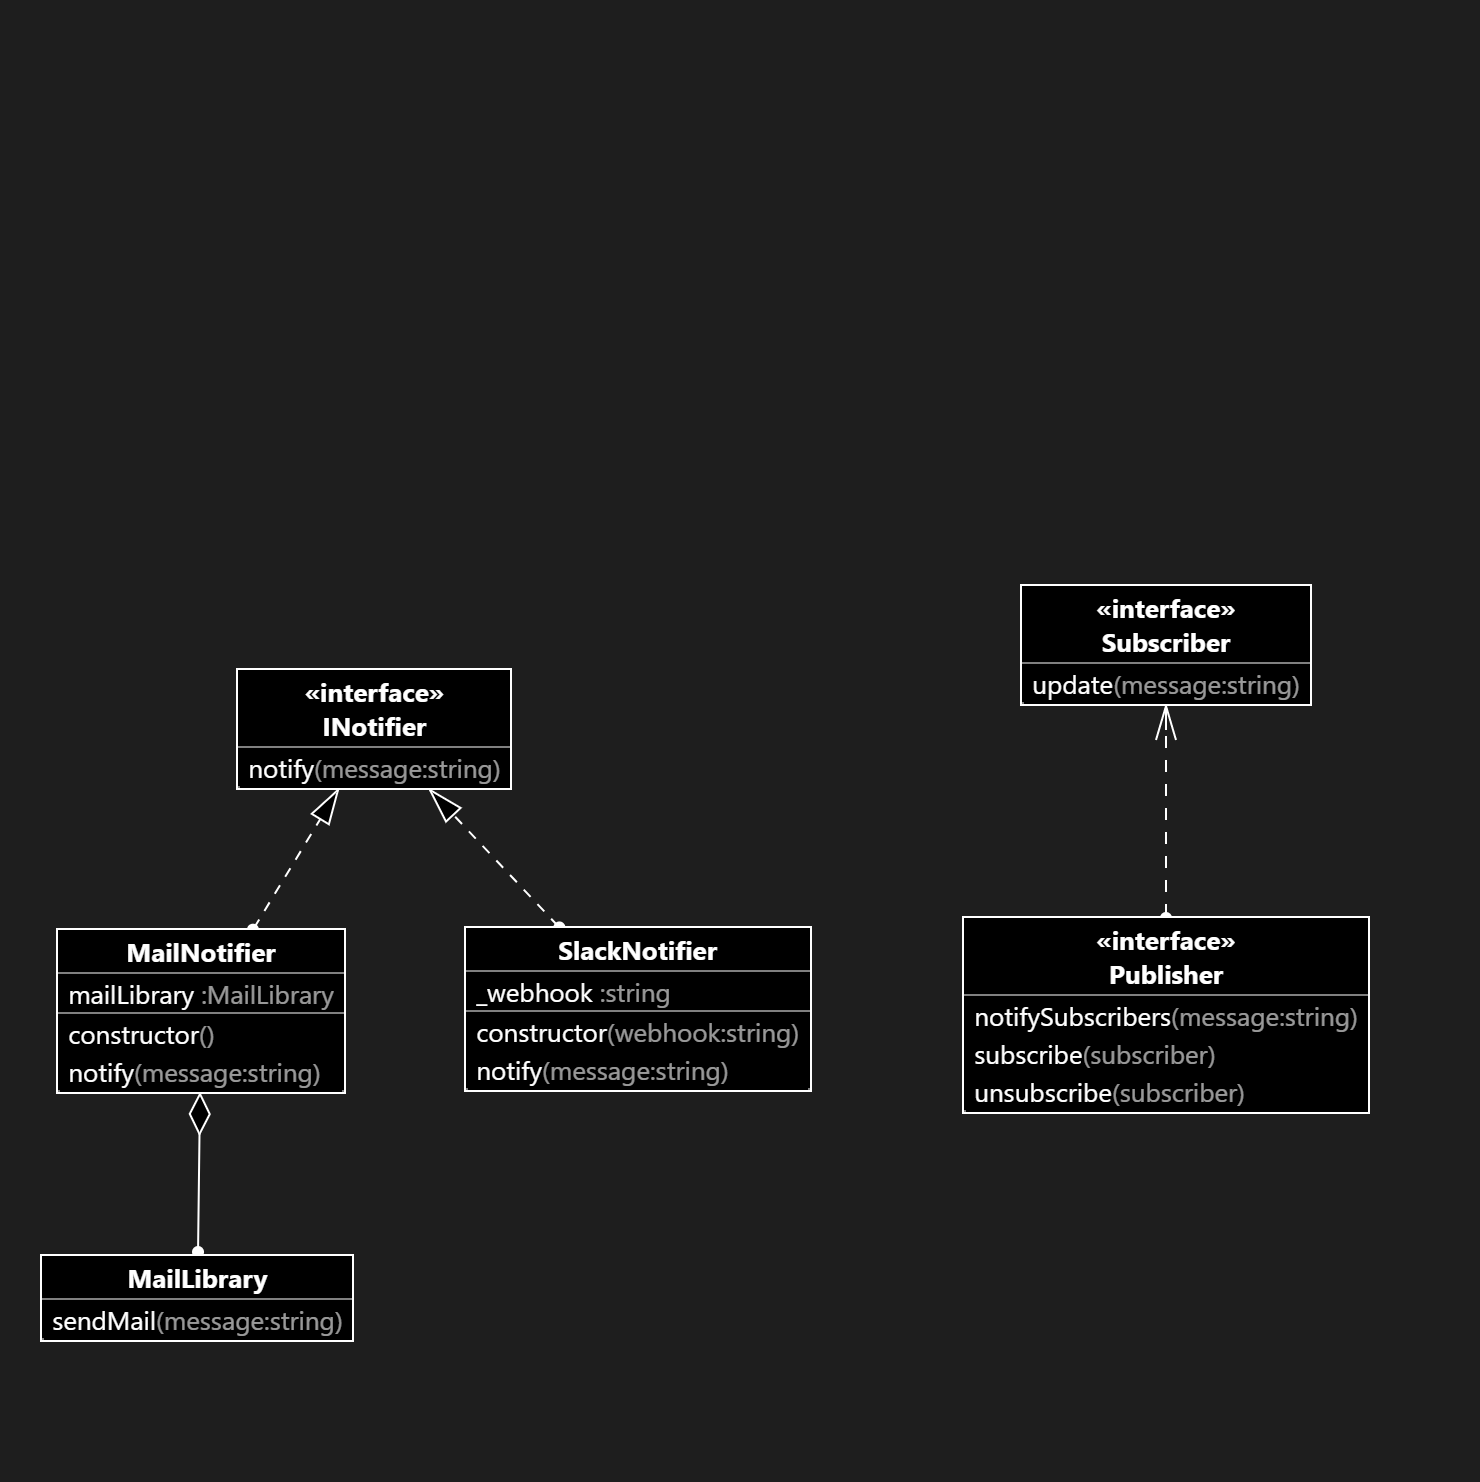 «interface»
INotifier
notify(message:string)
MailNotifier
mailLibrary :MailLibrary
constructor()
notify(message:string)
SlackNotifier
_webhook :string
constructor(webhook:string)
notify(message:string)
MailLibrary
sendMail(message:string)
«interface»
Subscriber
update(message:string)
«interface»
Publisher
notifySubscribers(message:string)
subscribe(subscriber)
unsubscribe(subscriber)